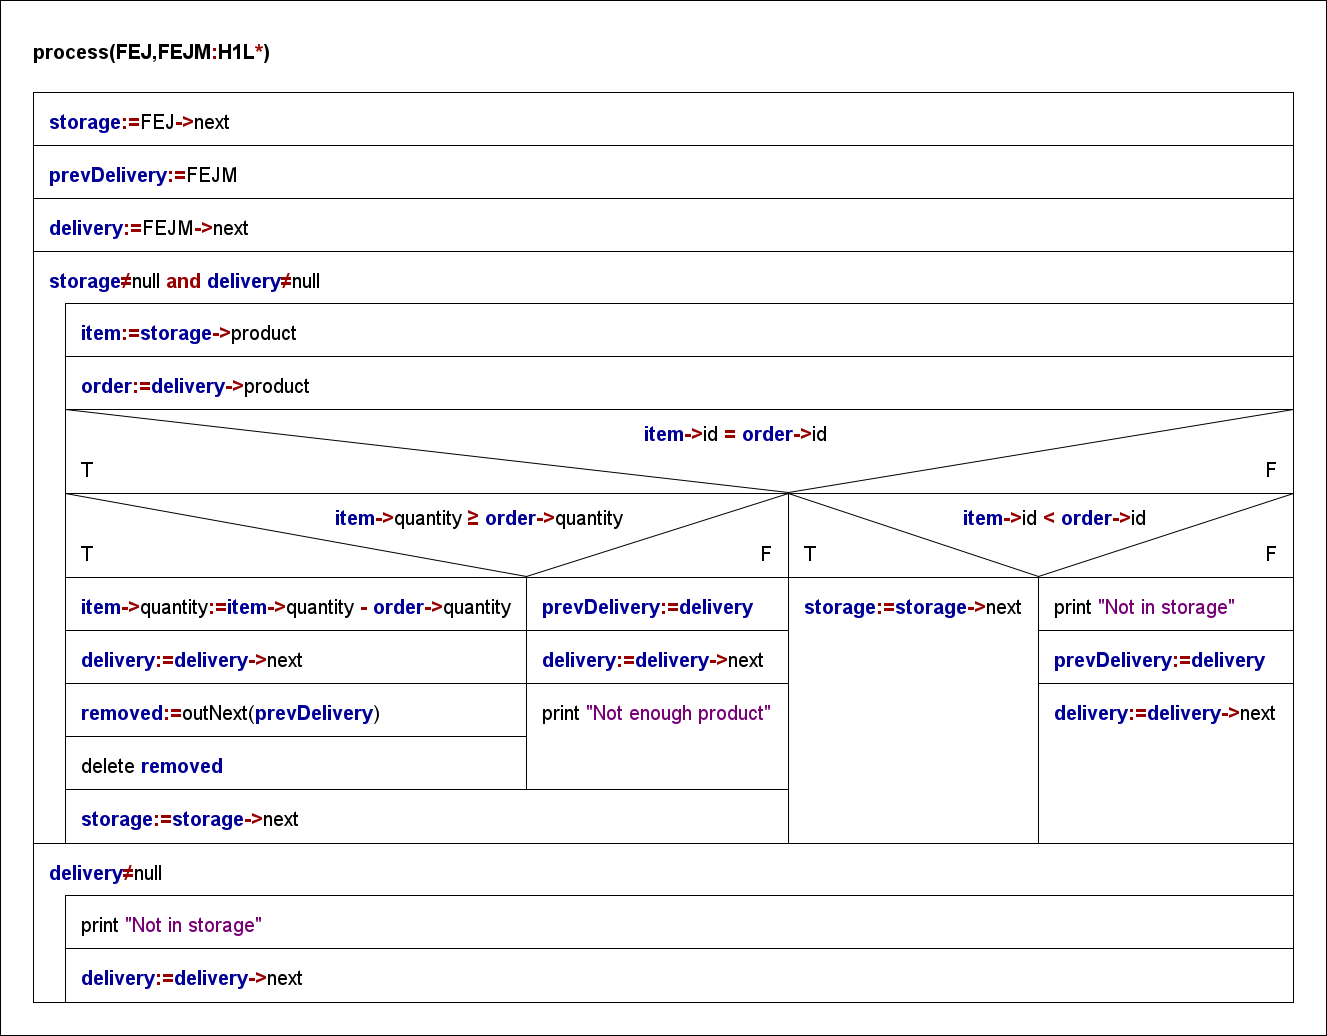 process(FEJ,FEJM:H1L*)
storage:=FEJ->next
prevDelivery:=FEJM
delivery:=FEJM->next
storage≠null and delivery≠null
item:=storage->product
order:=delivery->product
item->id = order->id
T
F
item->quantity ≥ order->quantity
T
F
item->quantity:=item->quantity - order->quantity
delivery:=delivery->next
removed:=outNext(prevDelivery)
delete removed
prevDelivery:=delivery
delivery:=delivery->next
print "Not enough product"
storage:=storage->next
item->id < order->id
T
F
storage:=storage->next
print "Not in storage"
prevDelivery:=delivery
delivery:=delivery->next
delivery≠null
print "Not in storage"
delivery:=delivery->next